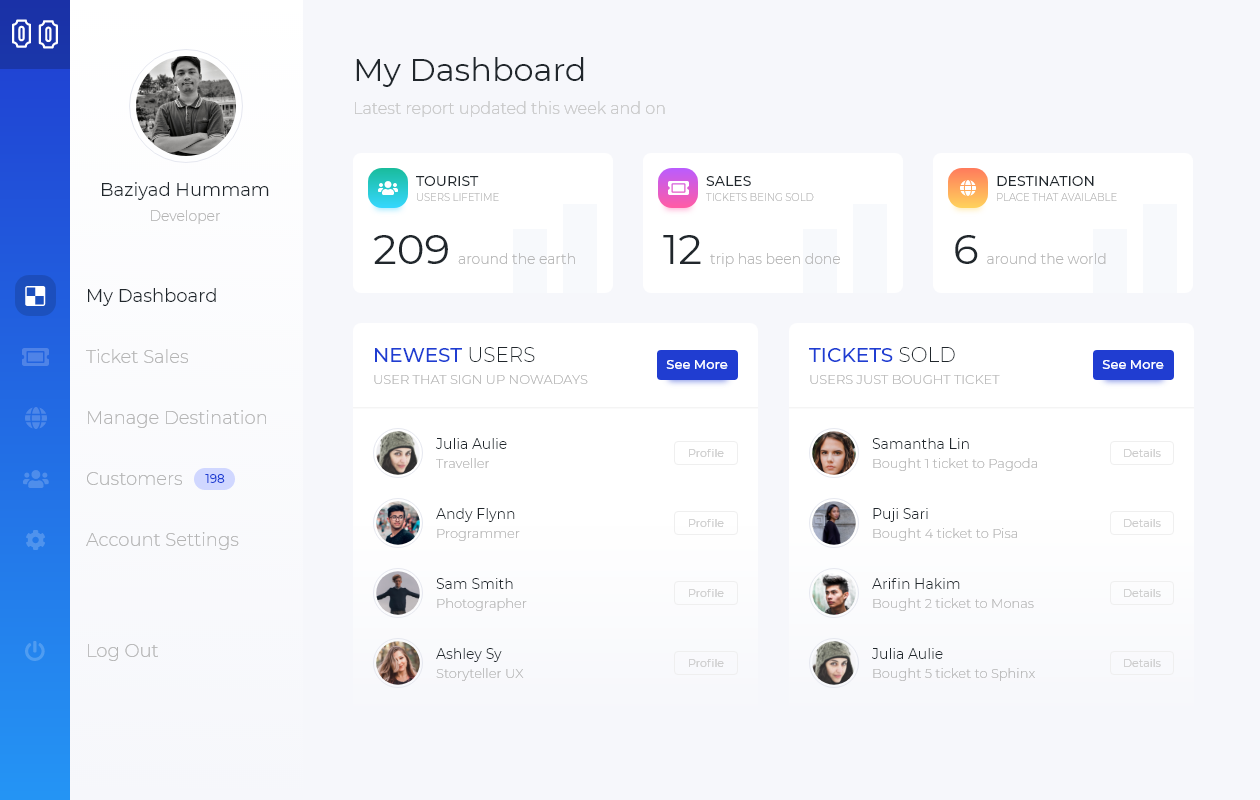 Baziyad Hummam
Developer
My Dashboard
Ticket Sales
Manage Destination
Customers 198
Account Settings
Log Out
My Dashboard
Latest report updated this week and on
TOURIST
USERS LIFETIME
209 around the earth
SALES
TICKETS BEING SOLD
12 trip has been done
DESTINATION
PLACE THAT AVAILABLE
6 around the world
NEWEST USERS
USER THAT SIGN UP NOWADAYS
See More
Julia Aulie
Traveller
Profile
Andy Flynn
Programmer
Profile
Sam Smith
Photographer
Profile
Ashley Sy
Storyteller UX
Profile
TICKETS SOLD
USERS JUST BOUGHT TICKET
See More
Samantha Lin
Bought 1 ticket to Pagoda
Details
Puji Sari
Bought 4 ticket to Pisa
Details
Arifin Hakim
Bought 2 ticket to Monas
Details
Julia Aulie
Bought 5 ticket to Sphinx
Details